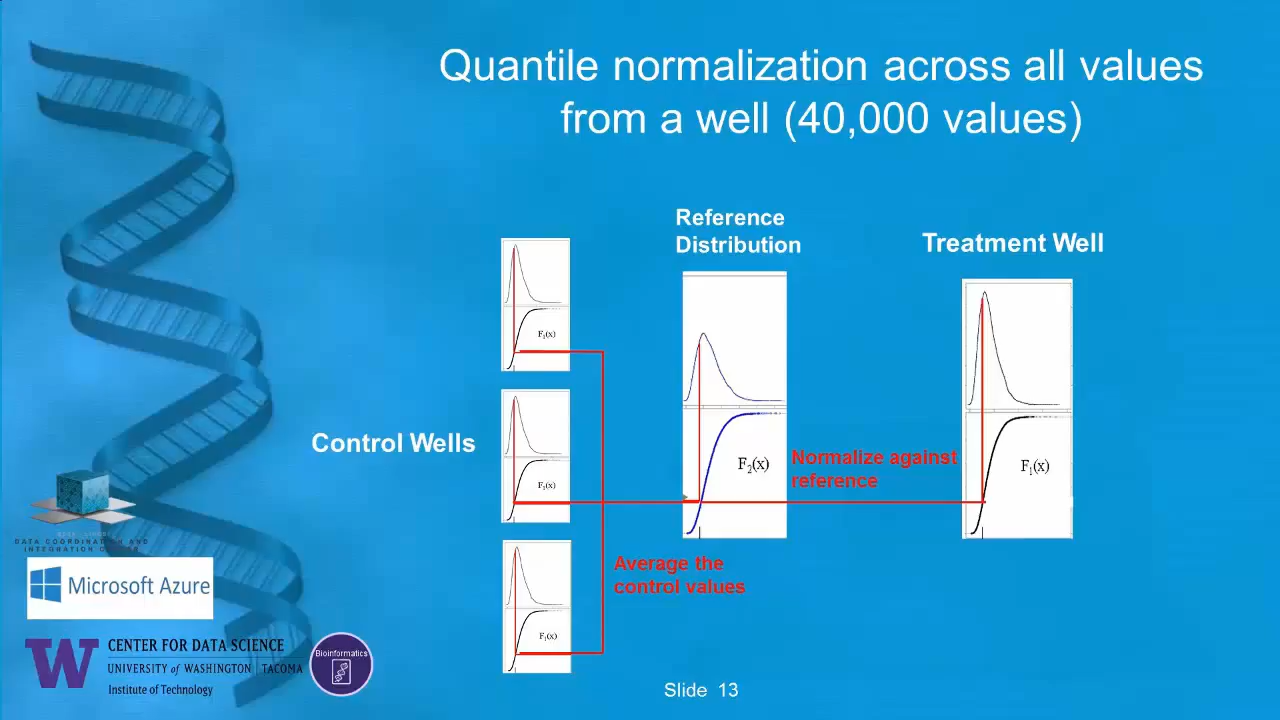 Quantile normalization across all values
from a well (40,000 values)
Reference
Distribution
Treatment Well
Control Wells
F₁(x)
F₁(x)
F₁(x)
F₂(x)
F₁(x)
Normalize against
reference
Average the
control values
DATA COORDINATION AND
INTEGRATION CENTER
Microsoft Azure
W
CENTER FOR DATA SCIENCE
UNIVERSITY of WASHINGTON | TACOMA
Institute of Technology
Bioinformatics
Slide 13